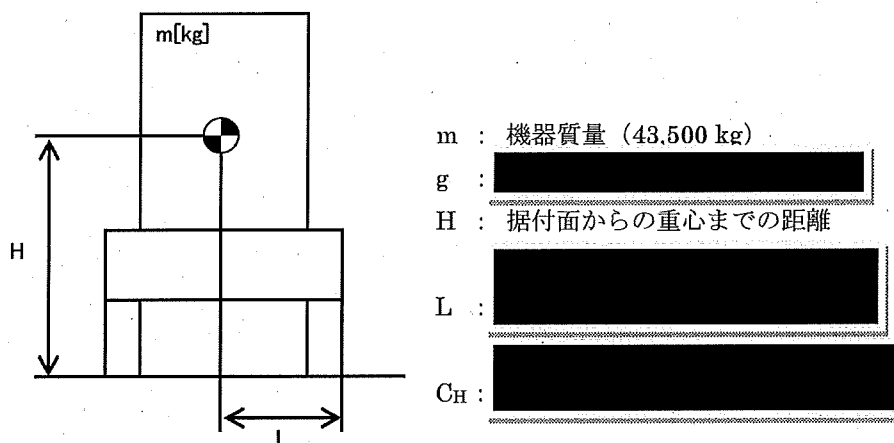 m[kg]
H
L
m : 機器質量（43,500 kg）
g :
H : 据付面からの重心までの距離
L :
CH :